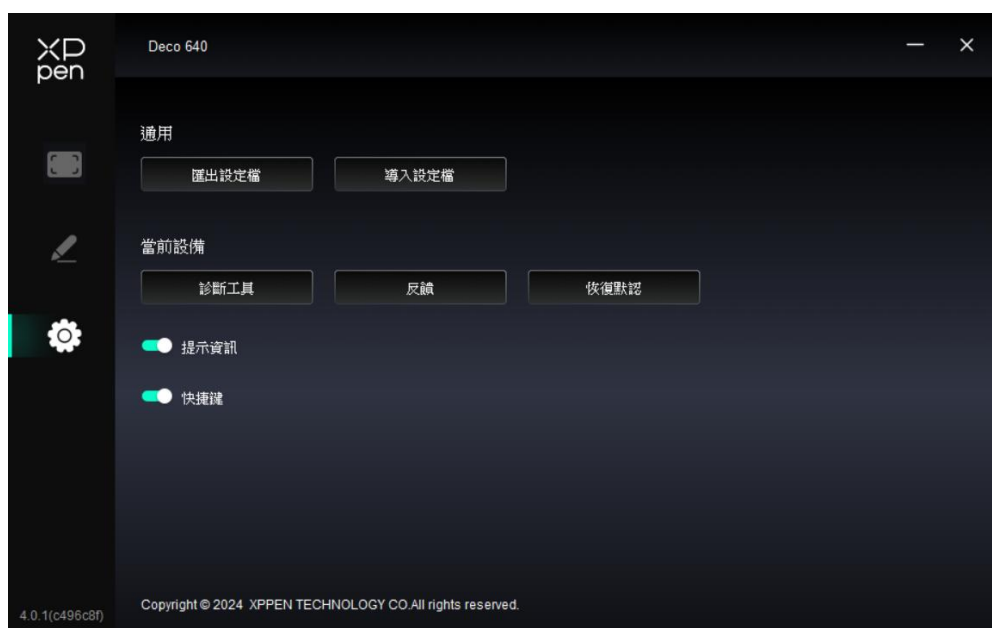 XP
pen
Deco 640
通用
匯出設定檔
導入設定檔
當前設備
診斷工具
反饋
恢復默認
提示資訊
快捷鍵
4.0.1(c496c8f)
Copyright © 2024 XPPEN TECHNOLOGY CO.All rights reserved.